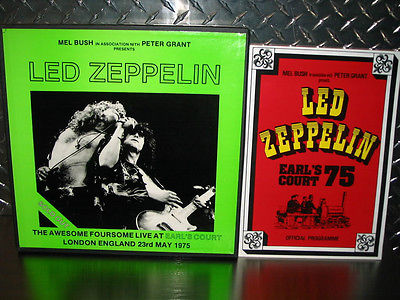 MEL BUSH IN ASSOCIATION WITH PETER GRANT
PRESENTS
LED ZEPPELIN
THE AWESOME FOURSOME LIVE AT EARL'S COURT
LONDON ENGLAND 23rd MAY 1975
MEL BUSH IN ASSOCIATION WITH PETER GRANT
presents
LED
ZEPPELIN
EARL'S
COURT 75
OFFICIAL PROGRAMME